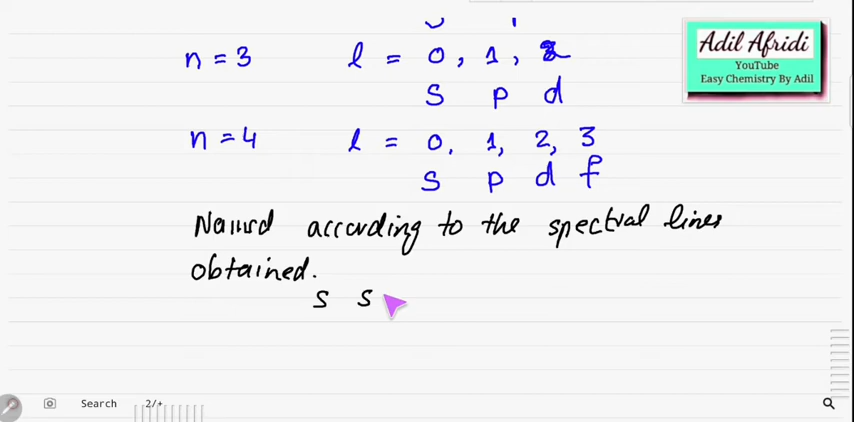 n = 3 l = 0, 1, 2
s p d
n = 4 l = 0, 1, 2, 3
s p d f
Named according to the spectral lines
obtained.
s s
Adil Afridi
YouTube
Easy Chemistry By Adil
Search 2/+